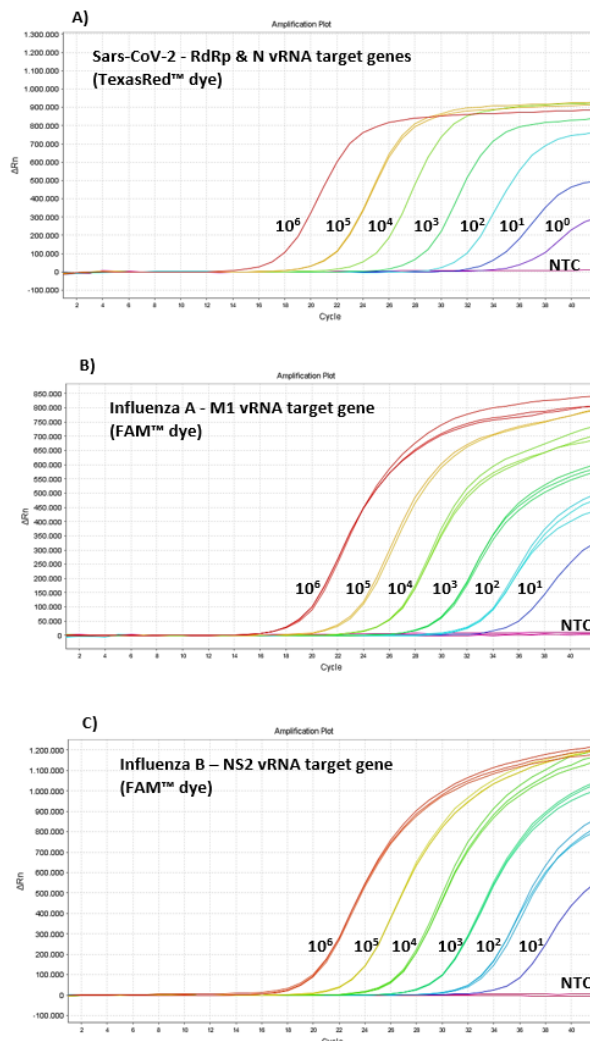 A)
Amplification Plot
Sars-CoV-2 - RdRp & N vRNA target genes
(TexasRed™ dye)
1.300.000
1.200.000
1.100.000
1.000.000
900.000
800.000
700.000
600.000
500.000
400.000
300.000
200.000
100.000
0
-100.000
ΔRn
10⁶ 10⁵ 10⁴ 10³ 10² 10¹ 10⁰
NTC
2 4 6 8 10 12 14 16 18 20 22 24 26 28 30 32 34 36 38 40
Cycle
B)
Amplification Plot
Influenza A - M1 vRNA target gene
(FAM™ dye)
850.000
800.000
750.000
700.000
650.000
600.000
550.000
500.000
450.000
400.000
350.000
300.000
250.000
200.000
150.000
100.000
50.000
0
ΔRn
10⁶ 10⁵ 10⁴ 10³ 10² 10¹
NTC
2 4 6 8 10 12 14 16 18 20 22 24 26 28 30 32 34 36 38 40
Cycle
C)
Amplification Plot
Influenza B – NS2 vRNA target gene
(FAM™ dye)
1.200.000
1.100.000
1.000.000
900.000
800.000
700.000
600.000
500.000
400.000
300.000
200.000
100.000
0
-100.000
ΔRn
10⁶ 10⁵ 10⁴ 10³ 10² 10¹
NTC
2 4 6 8 10 12 14 16 18 20 22 24 26 28 30 32 34 36 38 40
Cycle